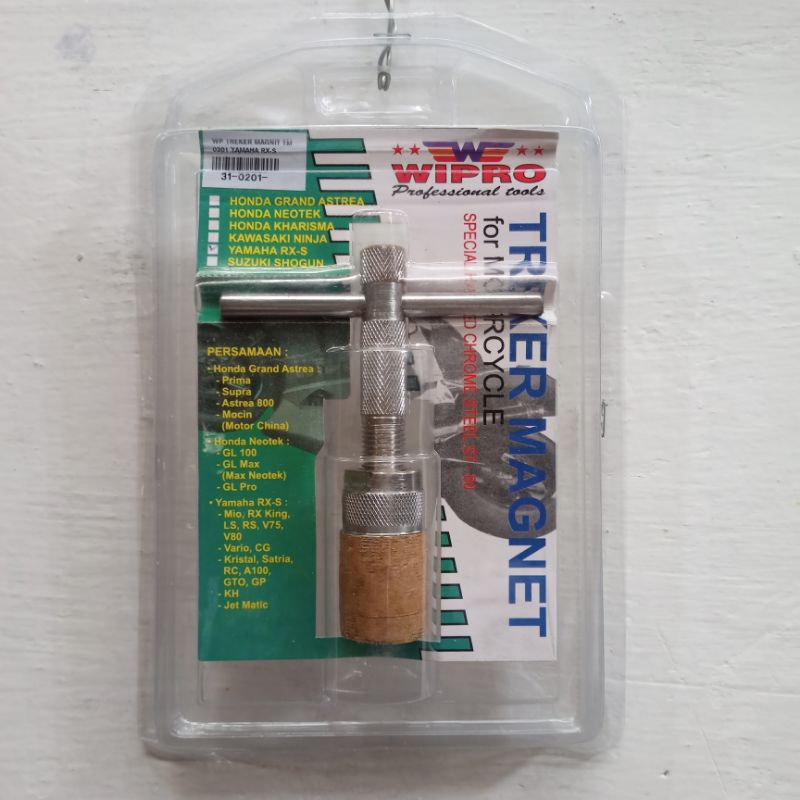 WP TREKER MAGNIT TM
0201 YAMAHA RX-S
31-0201-
HONDA GRAND ASTREA
HONDA NEOTEK
HONDA KHARISMA
KAWASAKI NINJA
YAMAHA RX-S
SUZUKI SHOGUN
W
WIPRO
Professional tools
TREKER MAGNET
for MOTORCYCLE
SPECIAL CHROME STEEL ST - 60
PERSAMAAN :
- Honda Grand Astrea :
- Prima
- Supra
- Astrea 800
- Mocin
(Motor China)
- Honda Neotek :
- GL 100
- GL Max
(Max Neotek)
- GL Pro
• Yamaha RX-S :
- Mio, RX King,
LS, RS, V75,
V80
- Vario, CG
- Kristal, Satria,
RC, A100,
GTO, GP
- KH
- Jet Matic